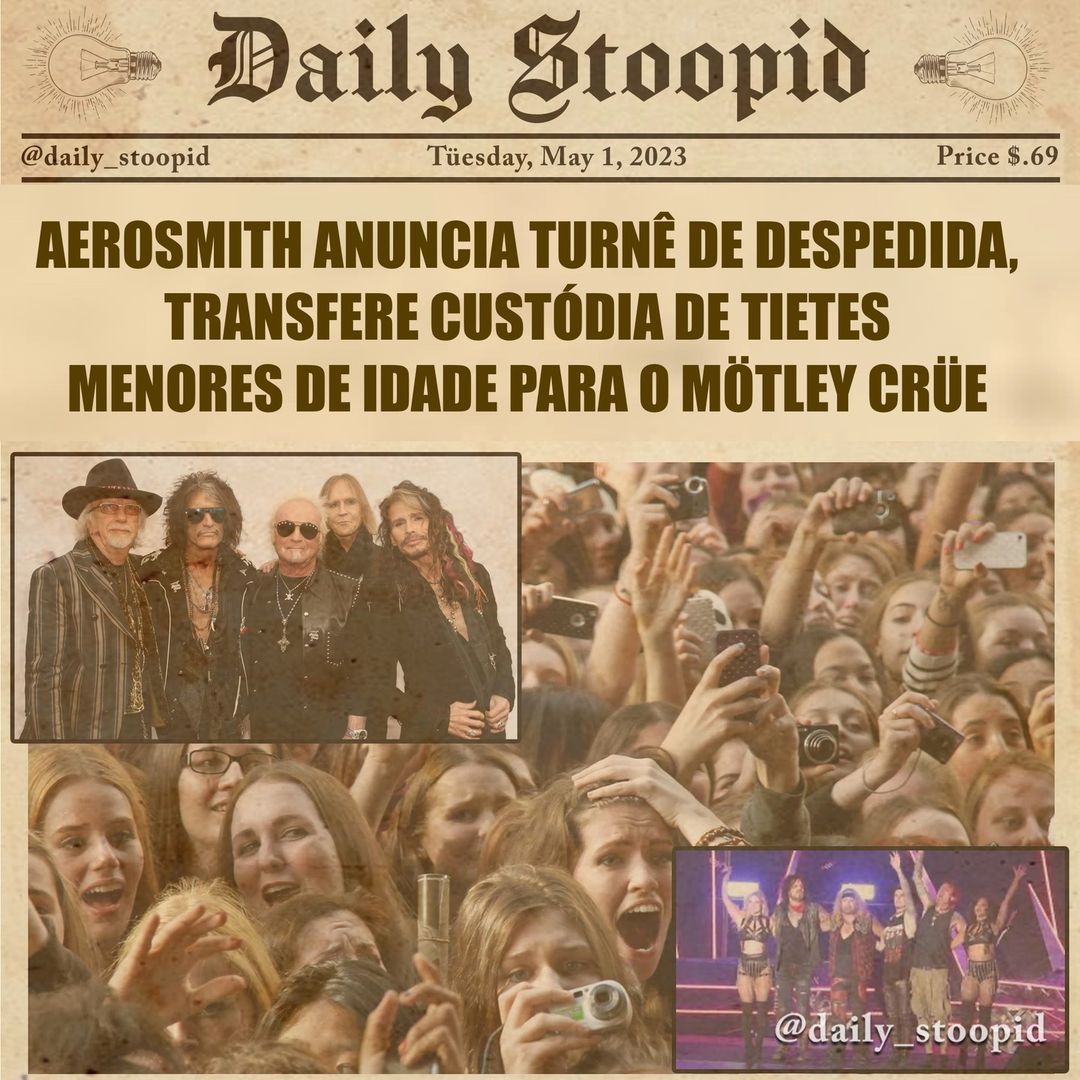 Daily Stoopid
@daily_stoopid Tüesday, May 1, 2023 Price $.69
AEROSMITH ANUNCIA TURNÊ DE DESPEDIDA,
TRANSFERE CUSTÓDIA DE TIETES
MENORES DE IDADE PARA O MÖTLEY CRÜE
@daily_stoopid